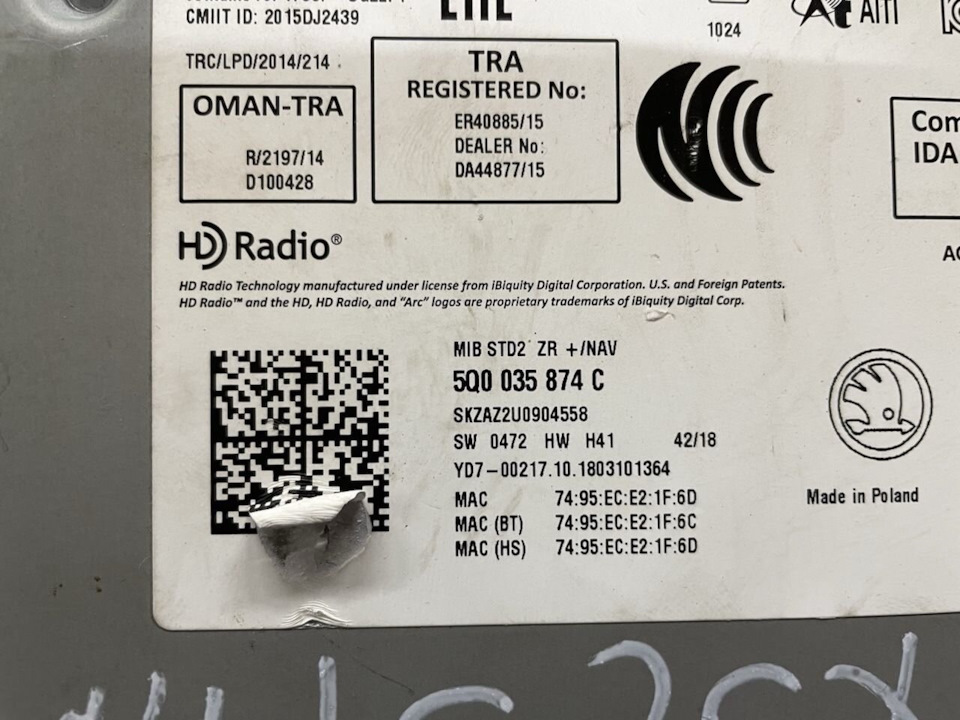 CMIIT ID: 2015DJ2439
1024
AITI
TRC/LPD/2014/214
OMAN-TRA
R/2197/14
D100428
TRA
REGISTERED No:
ER40885/15
DEALER No:
DA44877/15
IDA
HD Radio®
HD Radio Technology manufactured under license from iBiquity Digital Corporation. U.S. and Foreign Patents.
HD Radio™ and the HD, HD Radio, and “Arc” logos are proprietary trademarks of iBiquity Digital Corp.
MIB STD2 ZR +/NAV
5Q0 035 874 C
SKZAZ2U0904558
SW 0472 HW H41 42/18
YD7-00217.10.1803101364
MAC 74:95:EC:E2:1F:6D
MAC (BT) 74:95:EC:E2:1F:6C
MAC (HS) 74:95:EC:E2:1F:6D
Made in Poland